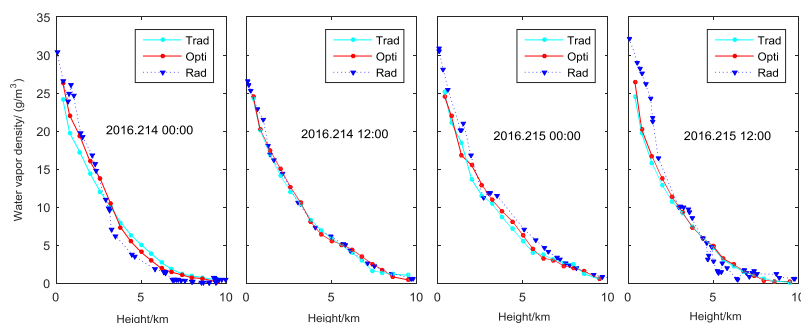 Water vapor density/ (g/m³)
35
30
25
20
15
10
5
0
Trad
Opti
Rad
2016.214 00:00
0 5 10
Height/km
Trad
Opti
Rad
2016.214 12:00
0 5 10
Height/km
Trad
Opti
Rad
2016.215 00:00
0 5 10
Height/km
Trad
Opti
Rad
2016.215 12:00
0 5 10
Height/km